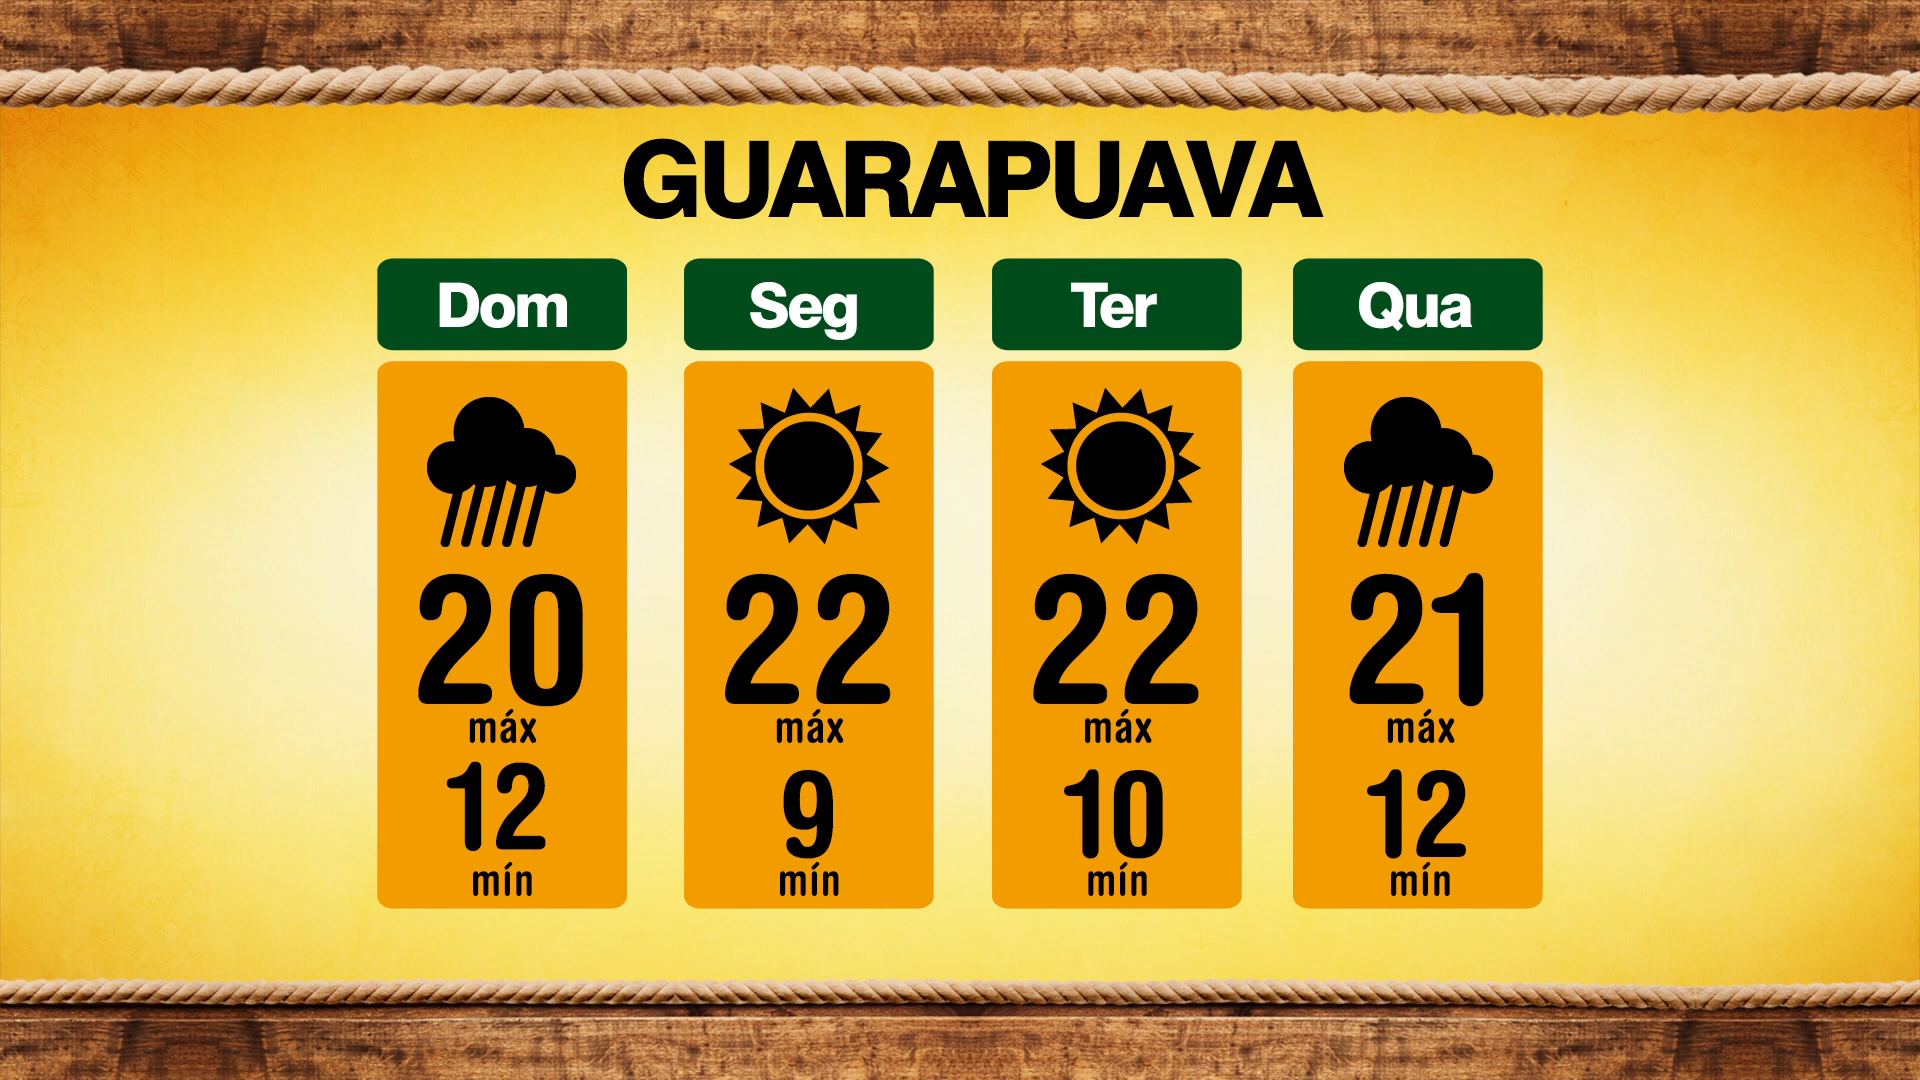 GUARAPUAVA
Dom Seg Ter Qua
20 22 22 21
máx máx máx máx
12 9 10 12
mín mín mín mín